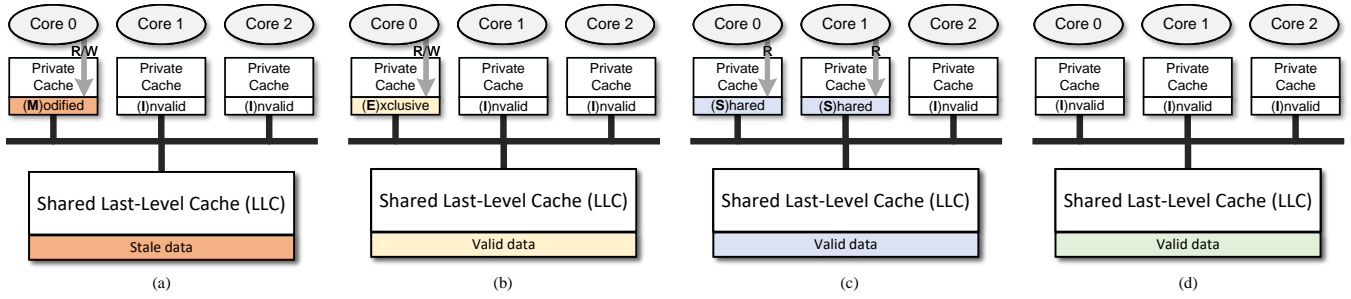 Core 0
Core 1
Core 2
R/W
Private
Cache
(M)odified
Private
Cache
(I)nvalid
Private
Cache
(I)nvalid
Shared Last-Level Cache (LLC)
Stale data
(a)
Core 0
Core 1
Core 2
R/W
Private
Cache
(E)xclusive
Private
Cache
(I)nvalid
Private
Cache
(I)nvalid
Shared Last-Level Cache (LLC)
Valid data
(b)
Core 0
Core 1
Core 2
R
R
Private
Cache
(S)hared
Private
Cache
(S)hared
Private
Cache
(I)nvalid
Shared Last-Level Cache (LLC)
Valid data
(c)
Core 0
Core 1
Core 2
Private
Cache
(I)nvalid
Private
Cache
(I)nvalid
Private
Cache
(I)nvalid
Shared Last-Level Cache (LLC)
Valid data
(d)